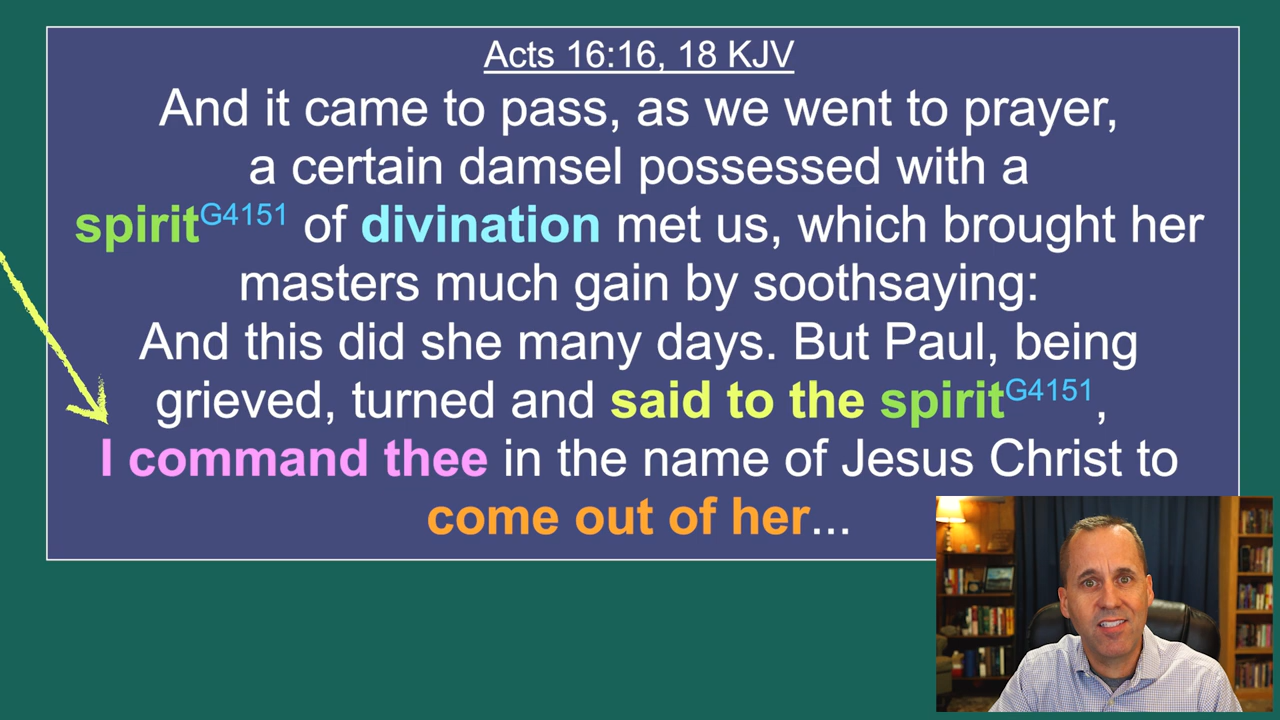 Acts 16:16, 18 KJV
And it came to pass, as we went to prayer,
a certain damsel possessed with a
spiritG4151 of divination met us, which brought her
masters much gain by soothsaying:
And this did she many days. But Paul, being
grieved, turned and said to the spiritG4151,
I command thee in the name of Jesus Christ to
come out of her...